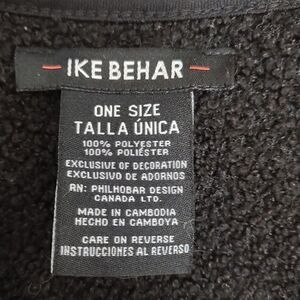 IKE BEHAR
ONE SIZE
TALLA ÚNICA
100% POLYESTER
100% POLIÉSTER
EXCLUSIVE OF DECORATION
EXCLUSIVO DE ADORNOS
RN: PHILHOBAR DESIGN
CANADA LTD.
MADE IN CAMBODIA
HECHO EN CAMBOYA
CARE ON REVERSE
INSTRUCCIONES AL REVERSO